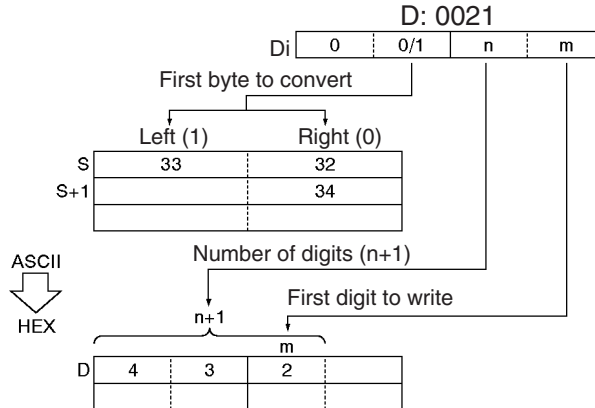 D: 0021
Di 0 0/1 n m
First byte to convert
Left (1) Right (0)
S 33 32
S+1 34
Number of digits (n+1)
ASCII
First digit to write
HEX
n+1
m
D 4 3 2